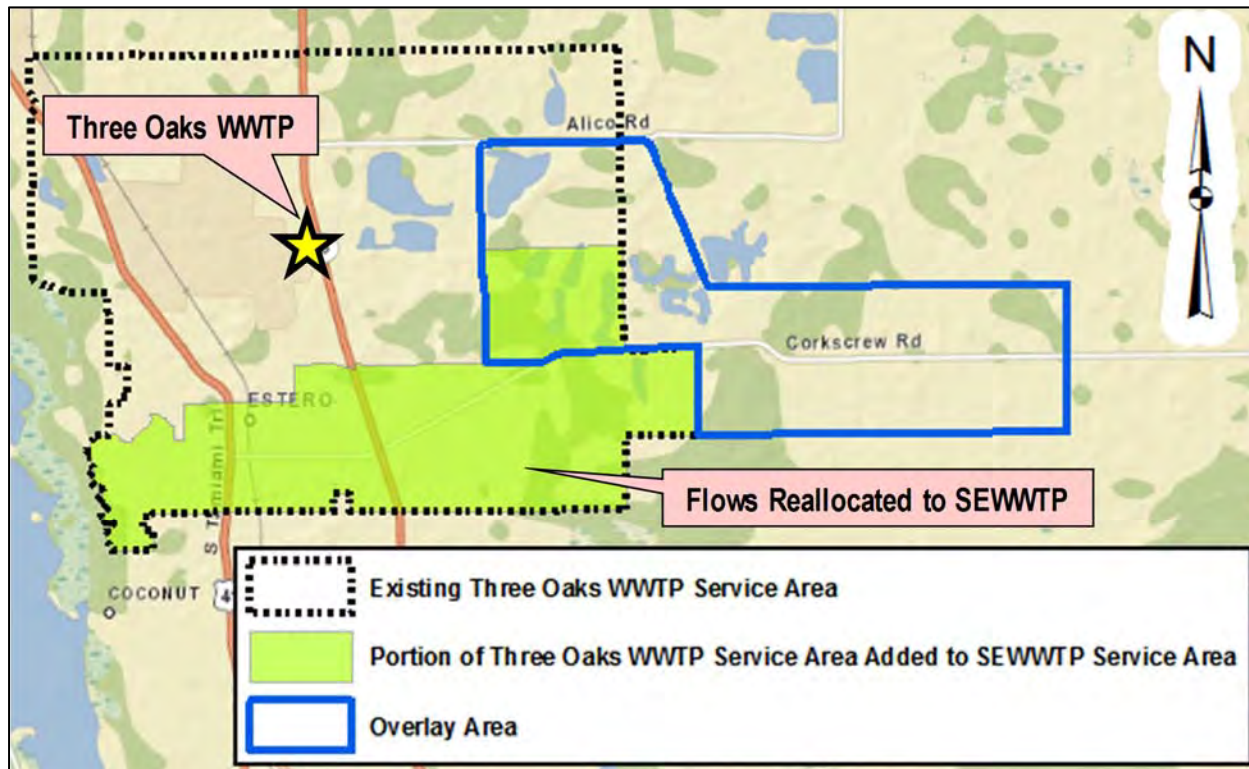 N
Three Oaks WWTP
Alico Rd
Corkscrew Rd
ESTERO
S Tamiami Trl
Flows Reallocated to SEWWTP
COCONUT
Existing Three Oaks WWTP Service Area
Portion of Three Oaks WWTP Service Area Added to SEWWTP Service Area
Overlay Area